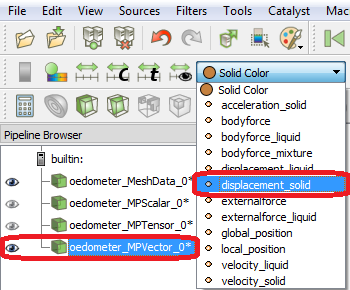 File Edit View Sources Filters Tools Catalyst Mac
Solid Color
Solid Color
acceleration_solid
bodyforce
bodyforce_liquid
bodyforce_mixture
displacement_liquid
displacement_solid
externalforce
externalforce_liquid
global_position
local_position
velocity_liquid
velocity_solid
Pipeline Browser
builtin:
oedometer_MeshData_0*
oedometer_MPScalar_0*
oedometer_MPTensor_0*
oedometer_MPVector_0*